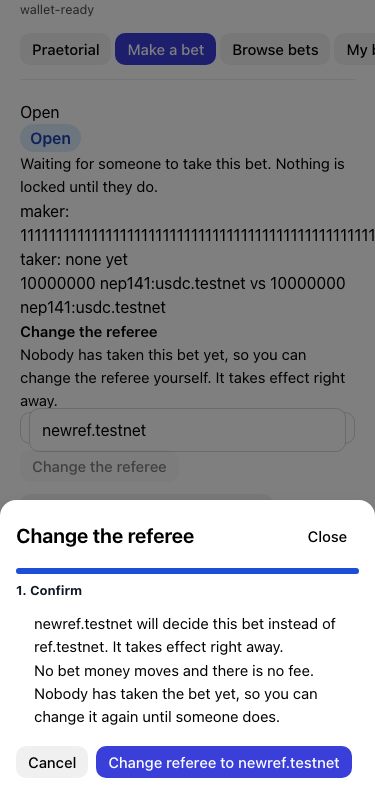 wallet-ready
Praetorial
Make a bet
Browse bets
My b
Open
Open
Waiting for someone to take this bet. Nothing is
locked until they do.
maker:
taker: none yet
10000000 nep141:usdc.testnet vs 10000000
nep141:usdc.testnet
Change the referee
Nobody has taken this bet yet, so you can
change the referee yourself. It takes effect right
away.
newref.testnet
Change the referee
Change the referee
Close
1. Confirm
newref.testnet will decide this bet instead of
ref.testnet. It takes effect right away.
No bet money moves and there is no fee.
Nobody has taken the bet yet, so you can
change it again until someone does.
Cancel
Change referee to newref.testnet